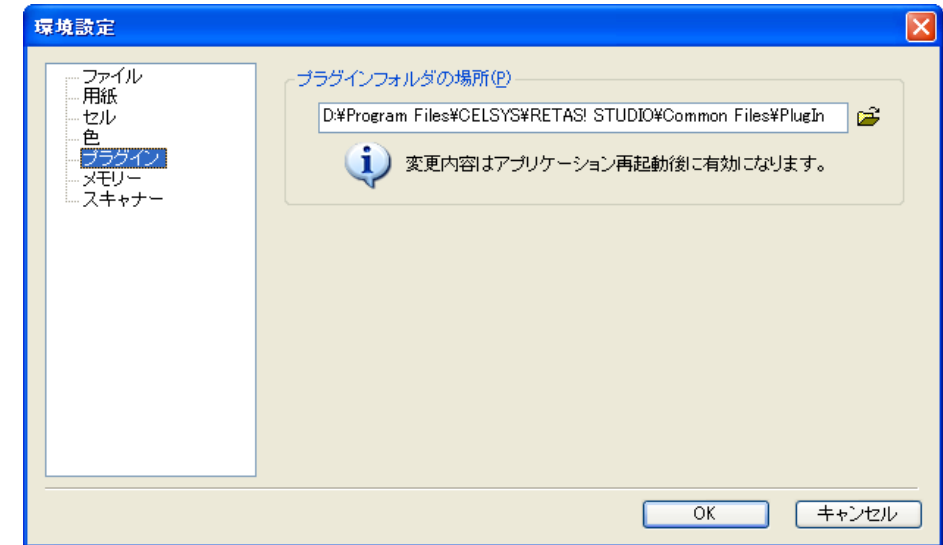 環境設定
ファイル
用紙
セル
色
プラグイン
メモリー
スキャナー
プラグインフォルダの場所(P)
D:¥Program Files¥CELSYS¥RETAS! STUDIO¥Common Files¥PlugIn
変更内容はアプリケーション再起動後に有効になります。
OK
キャンセル